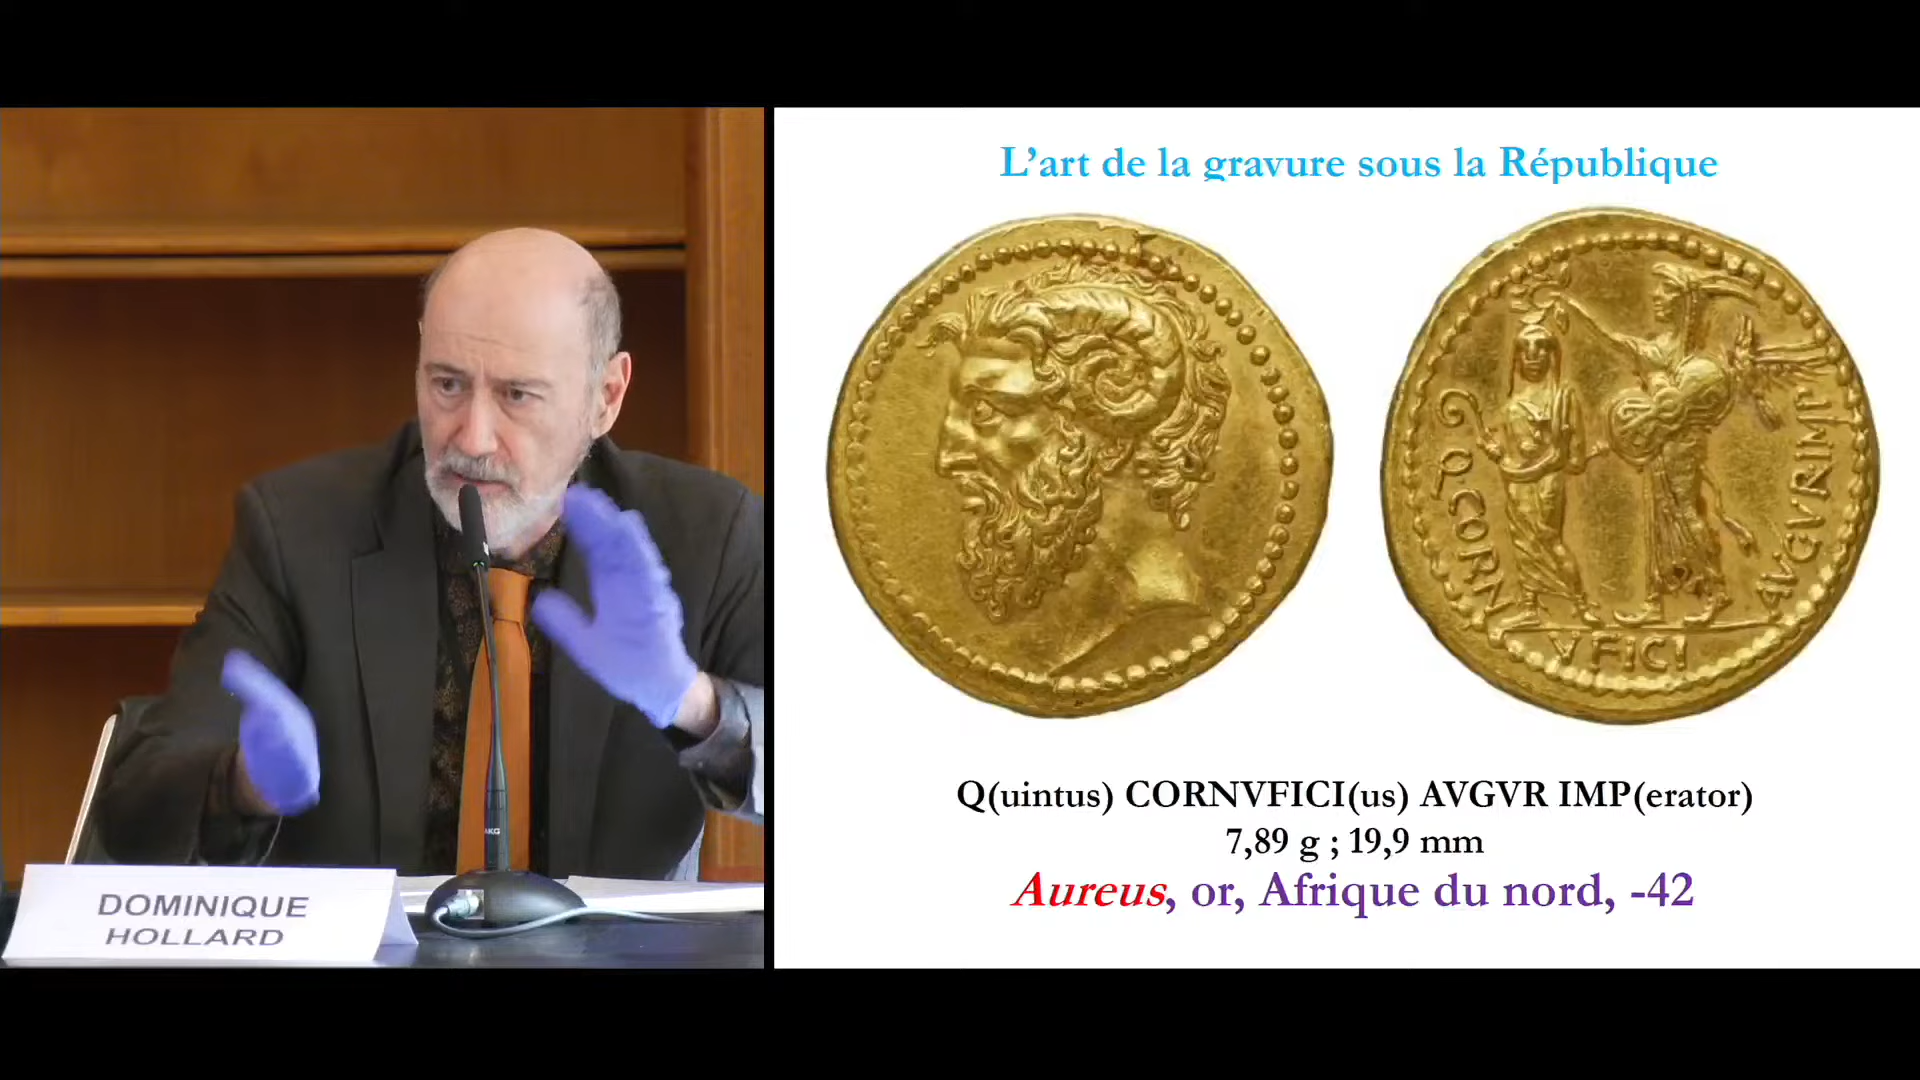 L'art de la gravure sous la République
Q CORN
VFICI
AVGVR IMP
Q(uintus) CORNVFICI(us) AVGVR IMP(erator)
7,89 g ; 19,9 mm
Aureus, or, Afrique du nord, -42
AKG
DOMINIQUE
HOLLARD